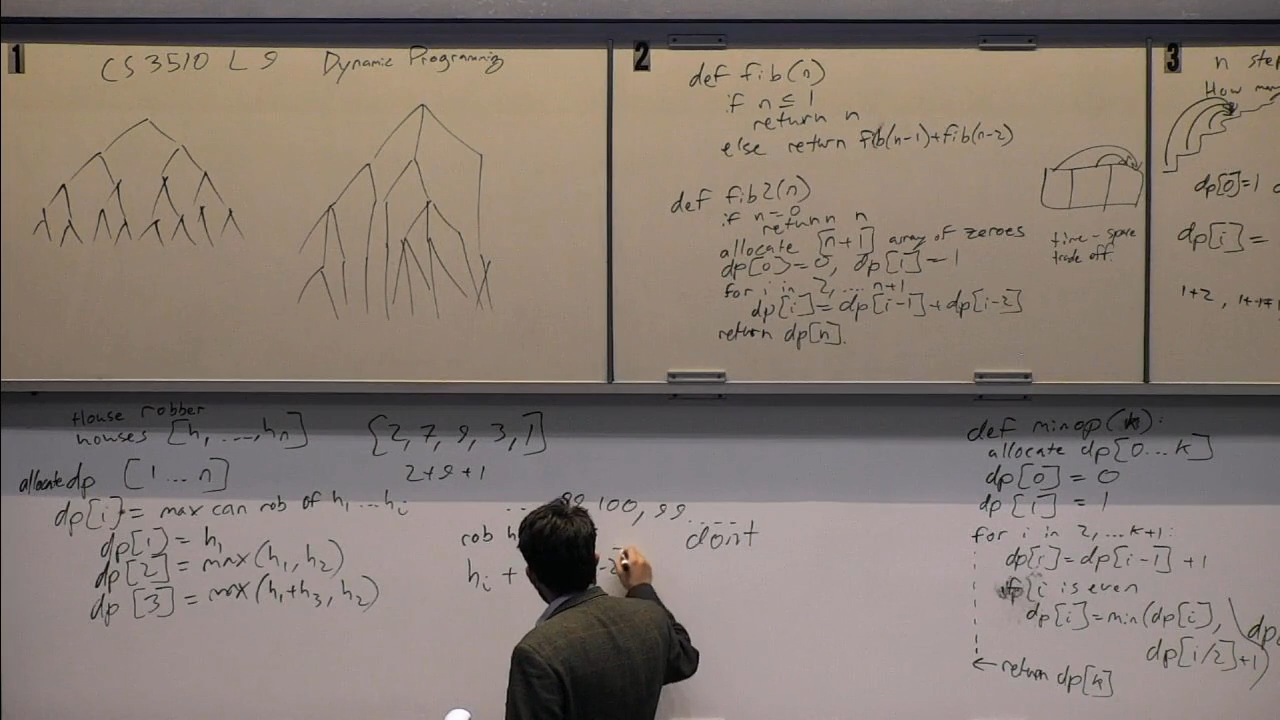 1
CS 3510 L 9 Dynamic Programming
2
def fib(n)
if n ≤ 1
return n
else return fib(n-1)+fib(n-2)
def fib2(n)
if n=0
return n
allocate [n+1] array of zeroes
dp[0]=0, dp[1]=1
for i in 2, ... n+1
dp[i]=dp[i-1]+dp[i-2]
return dp[n].
time-space
trade off.
3
n
How
dp[0]=1
dp[i]=
1+2,
House robber
houses [h1, ..., hn]
[2, 7, 9, 3, 1]
2+9+1
allocate dp [1 ... n]
dp[i]= max can rob of h1 ... hi
dp[1]= h1
dp[2]= max(h1, h2)
dp[3]= max(h1+h3, h2)
100, 99 ....
rob
dont
hi +
-2]
def minop(k):
allocate dp[0...k]
dp[0] = 0
dp[1] = 1
for i in 2, ... k+1:
dp[i]=dp[i-1]+1
if i is even
dp[i]=min(dp[i],
dp[i/2]+1)
return dp[k]